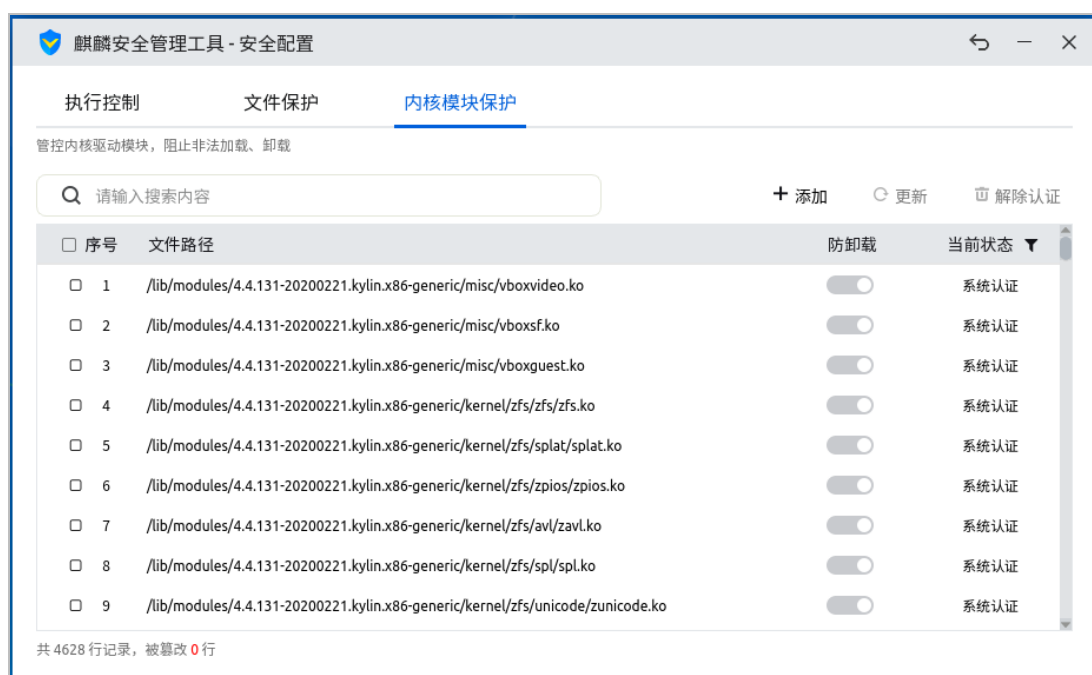 麒麟安全管理工具 - 安全配置
执行控制 文件保护 内核模块保护
管控内核驱动模块，阻止非法加载、卸载
请输入搜索内容 + 添加 更新 解除认证
序号 文件路径 防卸载 当前状态
1 /lib/modules/4.4.131-20200221.kylin.x86-generic/misc/vboxvideo.ko 系统认证
2 /lib/modules/4.4.131-20200221.kylin.x86-generic/misc/vboxsf.ko 系统认证
3 /lib/modules/4.4.131-20200221.kylin.x86-generic/misc/vboxguest.ko 系统认证
4 /lib/modules/4.4.131-20200221.kylin.x86-generic/kernel/zfs/zfs/zfs.ko 系统认证
5 /lib/modules/4.4.131-20200221.kylin.x86-generic/kernel/zfs/splat/splat.ko 系统认证
6 /lib/modules/4.4.131-20200221.kylin.x86-generic/kernel/zfs/zpios/zpios.ko 系统认证
7 /lib/modules/4.4.131-20200221.kylin.x86-generic/kernel/zfs/avl/zavl.ko 系统认证
8 /lib/modules/4.4.131-20200221.kylin.x86-generic/kernel/zfs/spl/spl.ko 系统认证
9 /lib/modules/4.4.131-20200221.kylin.x86-generic/kernel/zfs/unicode/zunicode.ko 系统认证
共 4628 行记录，被篡改 0 行